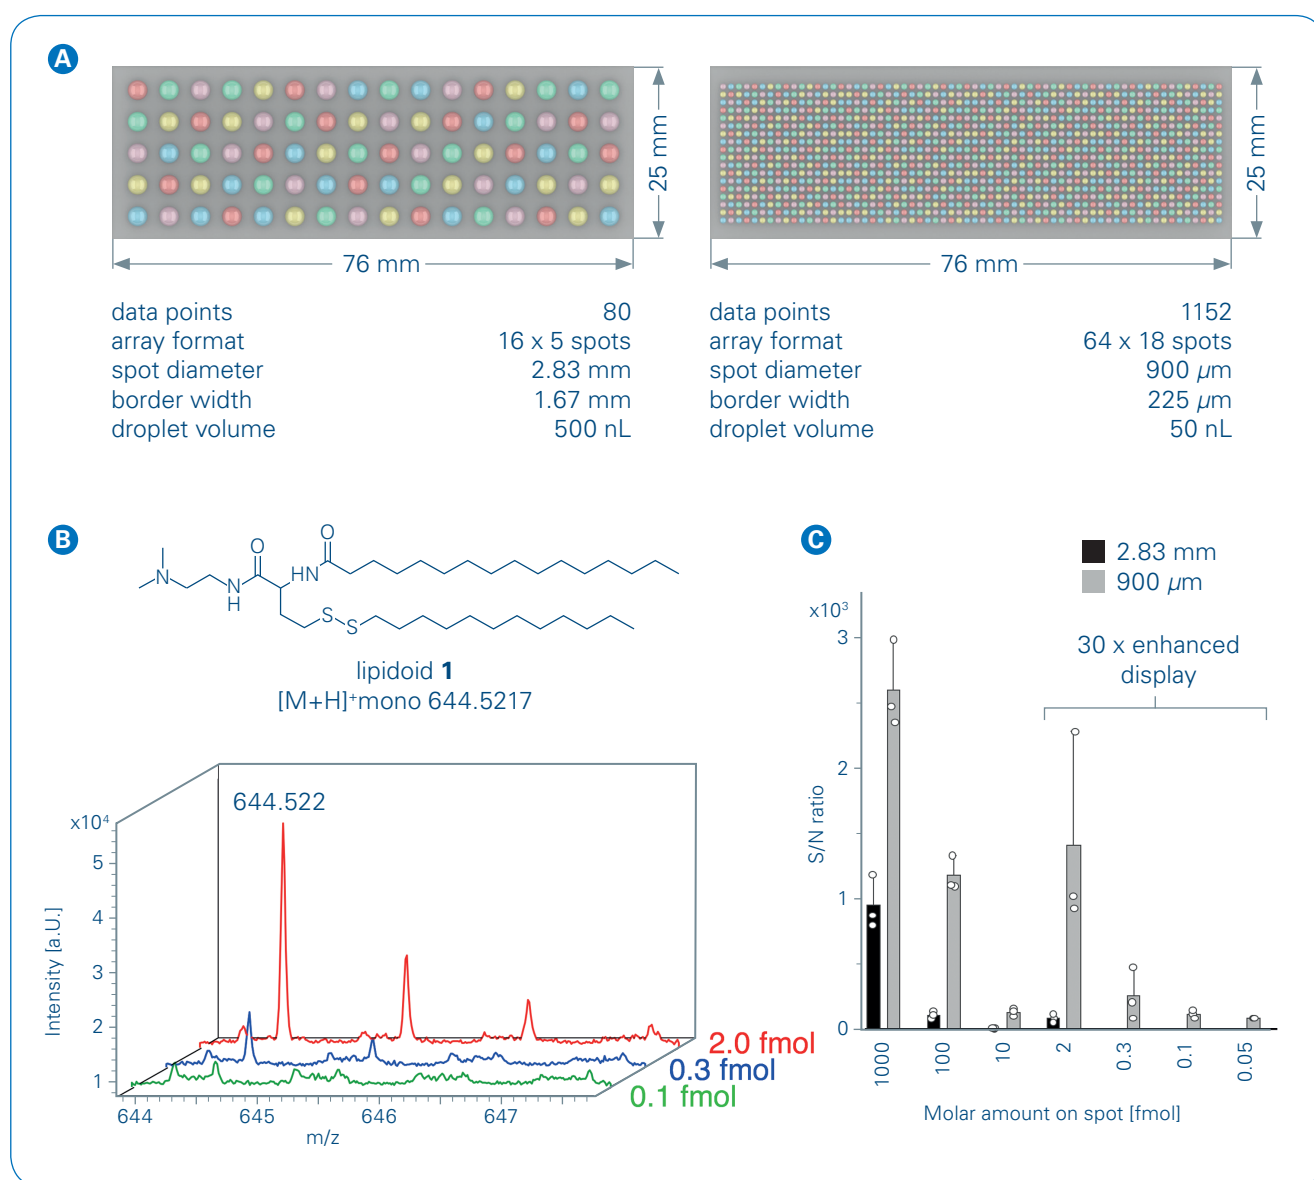 A
25 mm
76 mm
25 mm
76 mm
data points 80
array format 16 x 5 spots
spot diameter 2.83 mm
border width 1.67 mm
droplet volume 500 nL
data points 1152
array format 64 x 18 spots
spot diameter 900 µm
border width 225 µm
droplet volume 50 nL
B
O
O
N
N
H
HN
S
S
lipidoid 1
[M+H]⁺mono 644.5217
644.522
x10⁴
5
4
3
2
1
Intensity [a.U.]
644 645 646 647
m/z
2.0 fmol
0.3 fmol
0.1 fmol
C
2.83 mm
900 µm
x10³
30 x enhanced
display
3
2
1
0
S/N ratio
1000 100 10 2 0.3 0.1 0.05
Molar amount on spot [fmol]